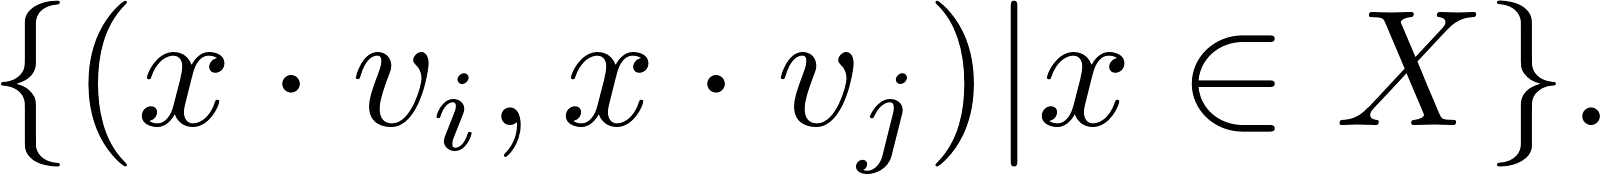 {(x · v_i, x · v_j)|x ∈ X}.